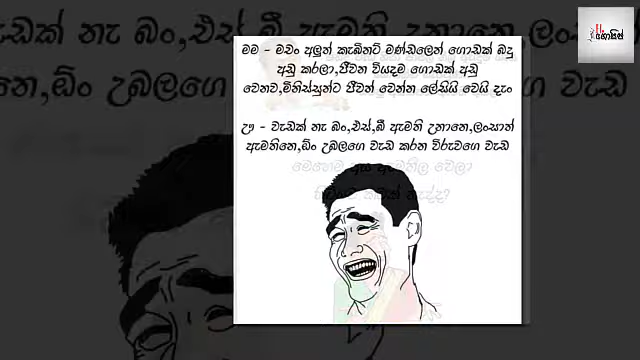 ගොසිප්
මම - මචං අලුත් කැබිනට් මණ්ඩලෙන් ගොඩක් බදු
අඩු කරලා,ජීවන වියදම ගොඩක් අඩු
වෙනව,මිනිස්සුන්ට ජීවත් වෙන්න ලේසියි වෙයි දැං
ඌ - වැඩක් නැ බං,එස්,බී ඇමති උනානෙ,ලංසාත්
ඇමතිනෙ,ඕං උබලගෙ වැඩ කරන විරුවගෙ වැඩ